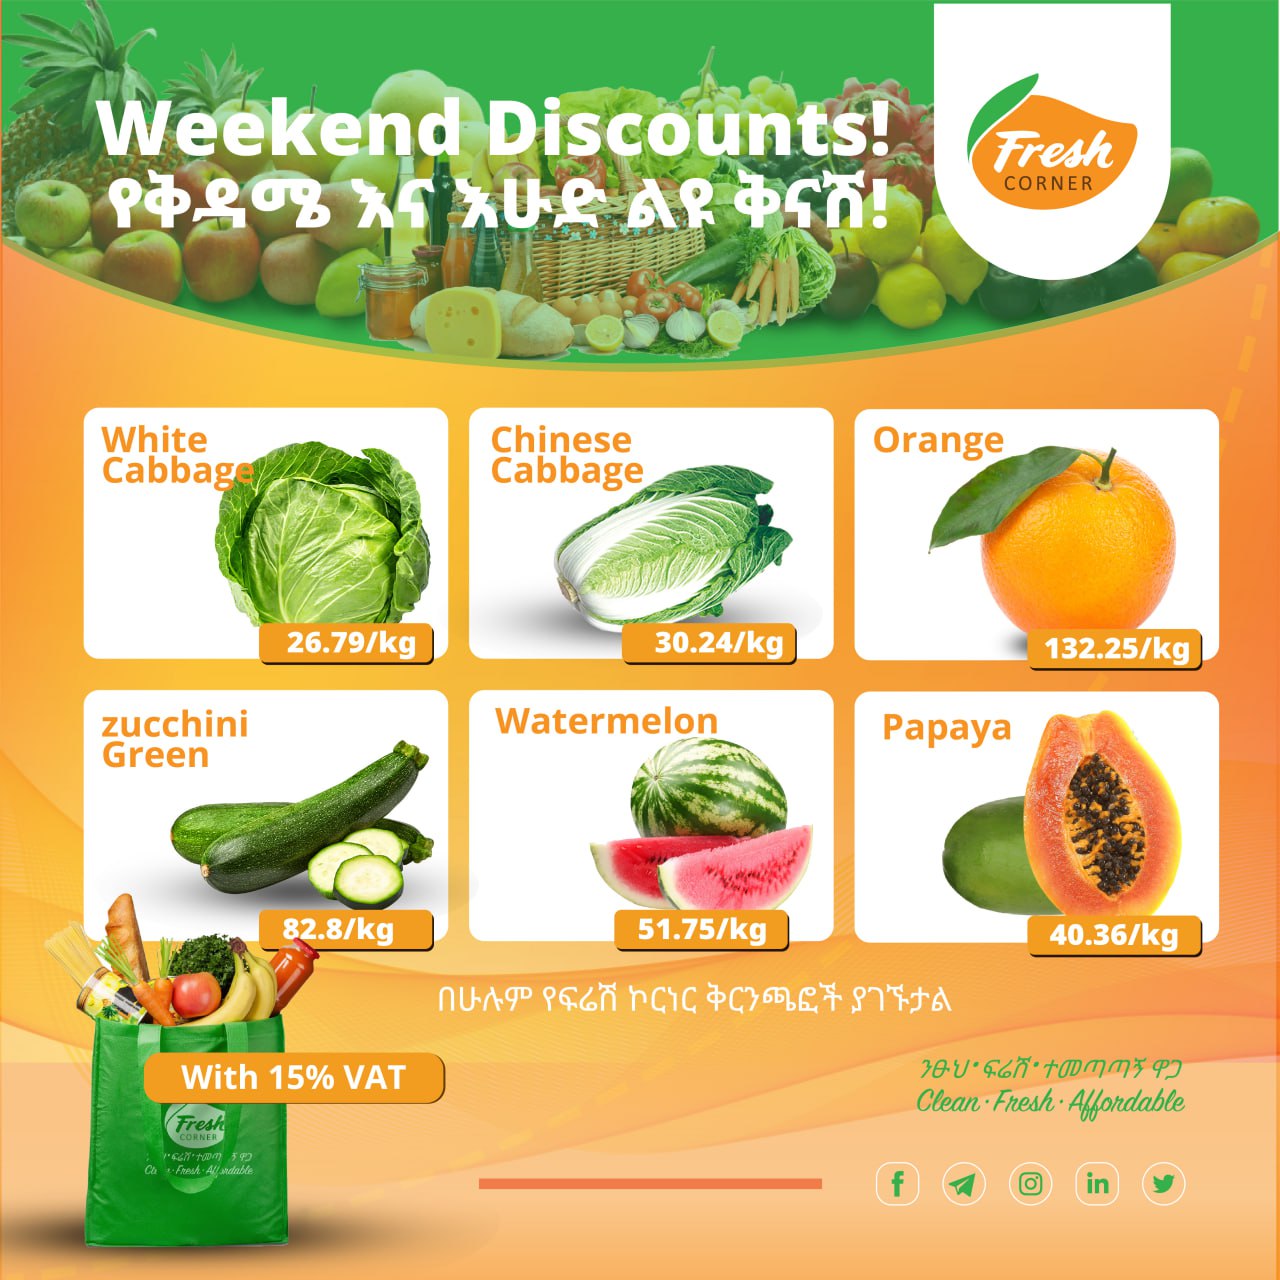 Weekend Discounts!
የቅዳሜ እና እሁድ ልዩ ቅናሽ!
Fresh
CORNER
White
Cabbage
26.79/kg
Chinese
Cabbage
30.24/kg
Orange
132.25/kg
zucchini
Green
82.8/kg
Watermelon
51.75/kg
Papaya
40.36/kg
በሁሉም የፍሬሽ ኮርነር ቅርንጫፎች ያገኙታል
With 15% VAT
Fresh
CORNER
Fresh
ንፁህ•ፍሬሽ•ተመጣጣኝ ዋጋ
Clean · Fresh · Affordable